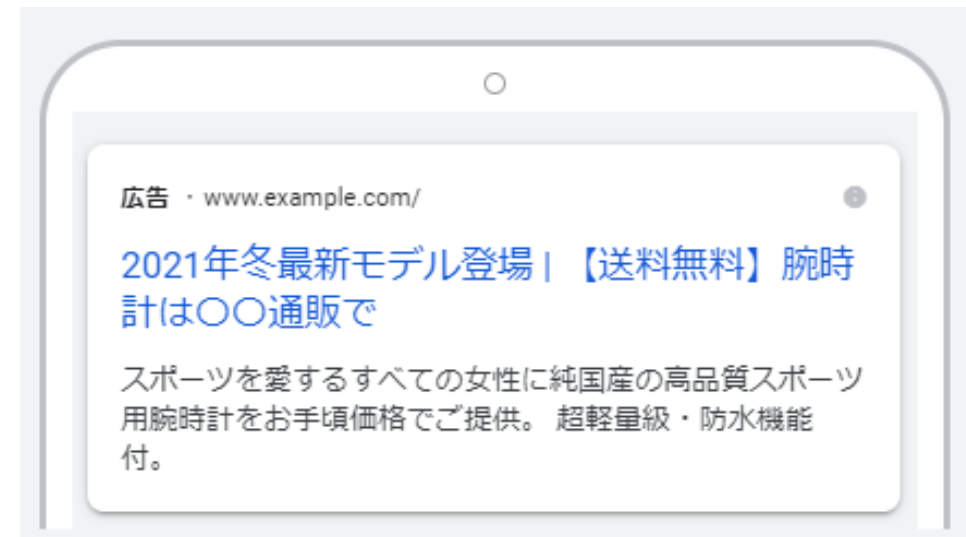 広告 · www.example.com/
2021年冬最新モデル登場 | 【送料無料】腕時
計は〇〇通販で
スポーツを愛するすべての女性に純国産の高品質スポーツ
用腕時計をお手頃価格でご提供。 超軽量級・防水機能
付。